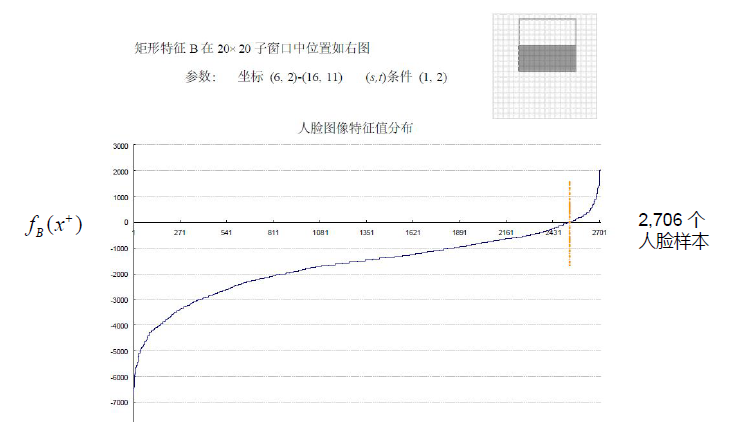 矩形特征 B 在 20×20 子窗口中位置如右图
参数: 坐标 (6, 2)-(16, 11) (s,t)条件 (1, 2)
人脸图像特征值分布
3000
2000
1000
0
-1000
-2000
-3000
-4000
-5000
-6000
-7000
1 271 541 811 1081 1351 1621 1891 2161 2431 2701
f_B(x⁺)
2,706 个
人脸样本